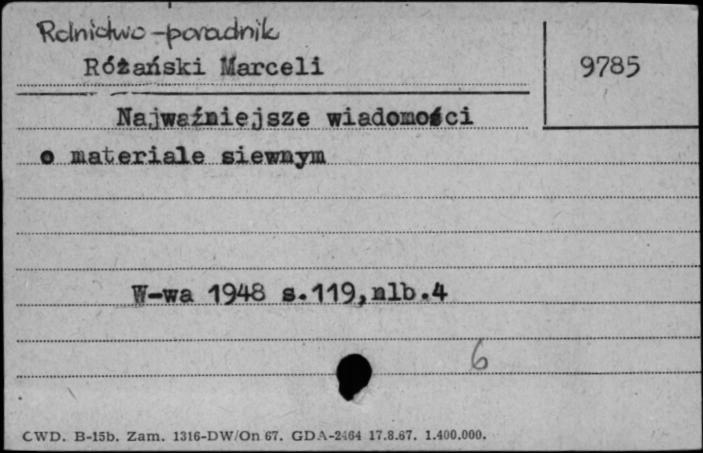 Rolnictwo - poradnik
Różański Marceli
9785
Najwaźniejsze wiadomości
o materiale siewnym
W-wa 1948 s.119,nlb.4
6
CWD. B-15b. Zam. 1316-DW/On 67. GDA-2464 17.8.67. 1.400.000.